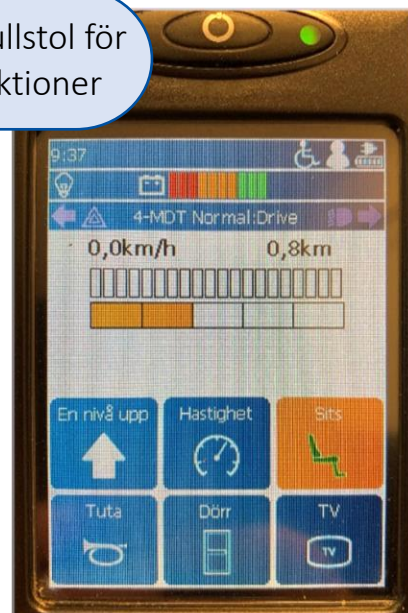 ullstol för
ktioner
9:37
4-MDT Normal:Drive
0,0km/h 0,8km
En nivå upp Hastighet Sits
Tuta Dörr TV
TV